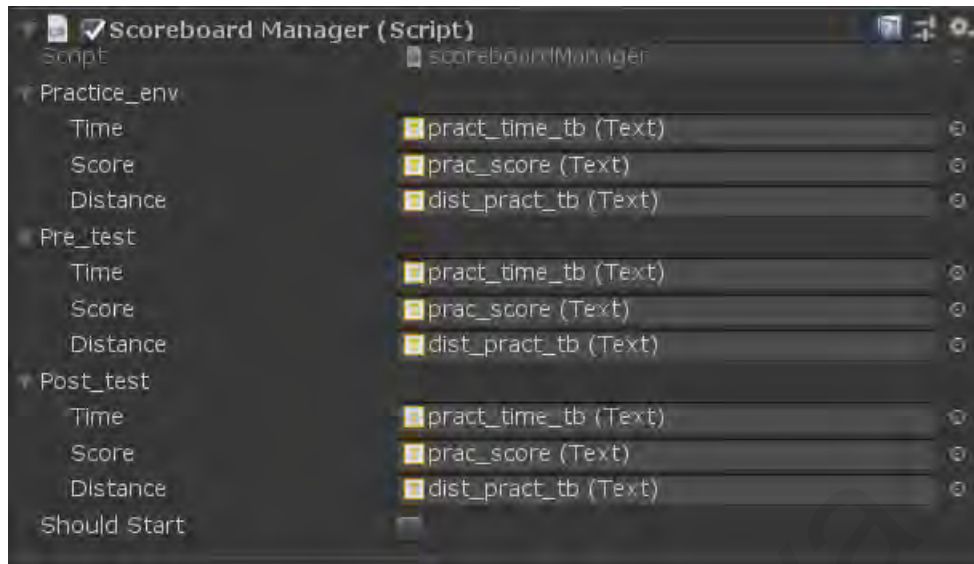 Scoreboard Manager (Script)
Script scoreboardManager
Practice_env
Time pract_time_tb (Text)
Score prac_score (Text)
Distance dist_pract_tb (Text)
Pre_test
Time pract_time_tb (Text)
Score prac_score (Text)
Distance dist_pract_tb (Text)
Post_test
Time pract_time_tb (Text)
Score prac_score (Text)
Distance dist_pract_tb (Text)
Should Start